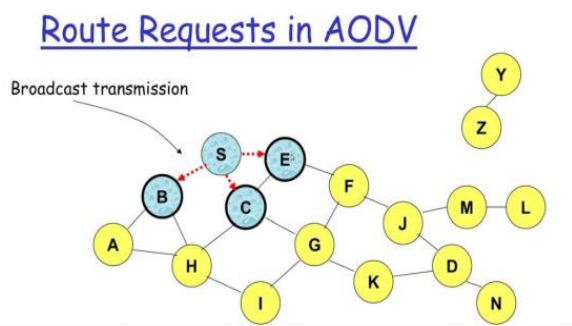 Route Requests in AODV
Y
Broadcast transmission
Z
S
E
B
F
C
M
L
J
A
G
H
D
K
I
N